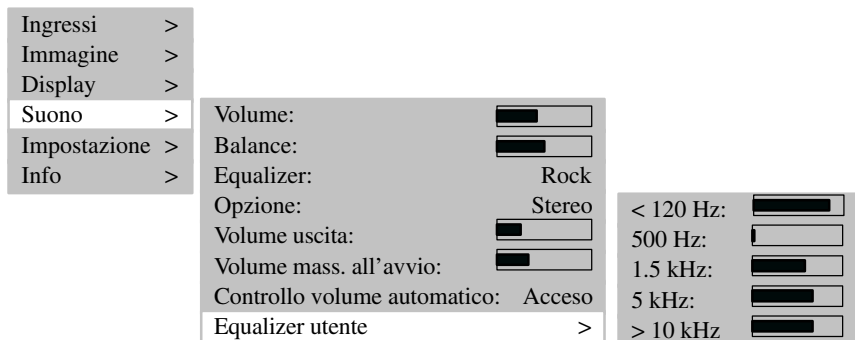 Ingressi >
Immagine >
Display >
Suono >
Impostazione >
Info >
Volume:
Balance:
Equalizer: Rock
Opzione: Stereo
Volume uscita:
Volume mass. all'avvio:
Controllo volume automatico: Acceso
Equalizer utente >
< 120 Hz:
500 Hz:
1.5 kHz:
5 kHz:
> 10 kHz